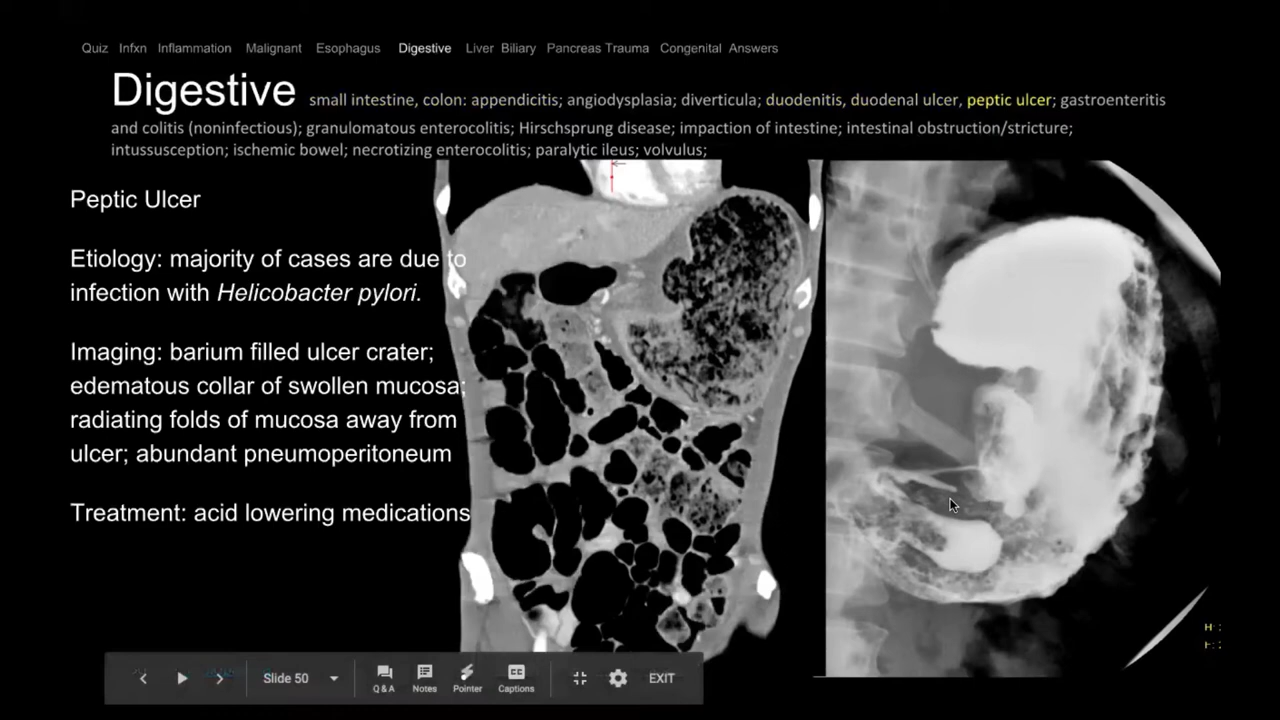 Quiz Infxn Inflammation Malignant Esophagus Digestive Liver Biliary Pancreas Trauma Congenital Answers
Digestive small intestine, colon: appendicitis; angiodysplasia; diverticula; duodenitis, duodenal ulcer, peptic ulcer; gastroenteritis
and colitis (noninfectious); granulomatous enterocolitis; Hirschsprung disease; impaction of intestine; intestinal obstruction/stricture;
intussusception; ischemic bowel; necrotizing enterocolitis; paralytic ileus; volvulus;
Peptic Ulcer
Etiology: majority of cases are due to
infection with Helicobacter pylori.
Imaging: barium filled ulcer crater;
edematous collar of swollen mucosa;
radiating folds of mucosa away from
ulcer; abundant pneumoperitoneum
Treatment: acid lowering medications
Slide 50
Q & A
Notes
Pointer
CC
Captions
EXIT